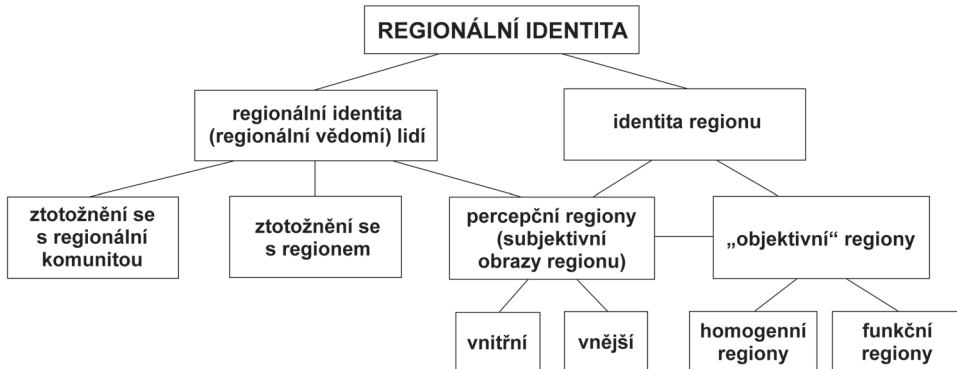 REGIONÁLNÍ IDENTITA
regionální identita
(regionální vědomí) lidí
identita regionu
ztotožnění se
s regionální
komunitou
ztotožnění se
s regionem
percepční regiony
(subjektivní
obrazy regionu)
„objektivní“ regiony
vnitřní
vnější
homogenní
regiony
funkční
regiony